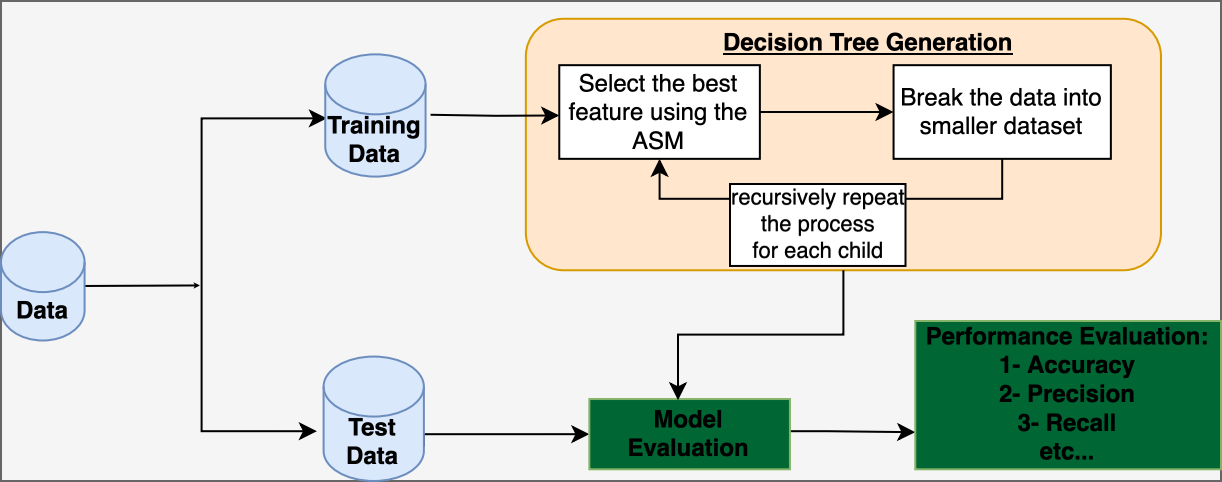 Decision Tree Generation
Select the best
feature using the
ASM
Break the data into
smaller dataset
Training
Data
recursively repeat
the process
for each child
Data
Performance Evaluation:
1- Accuracy
2- Precision
3- Recall
etc...
Test
Data
Model
Evaluation